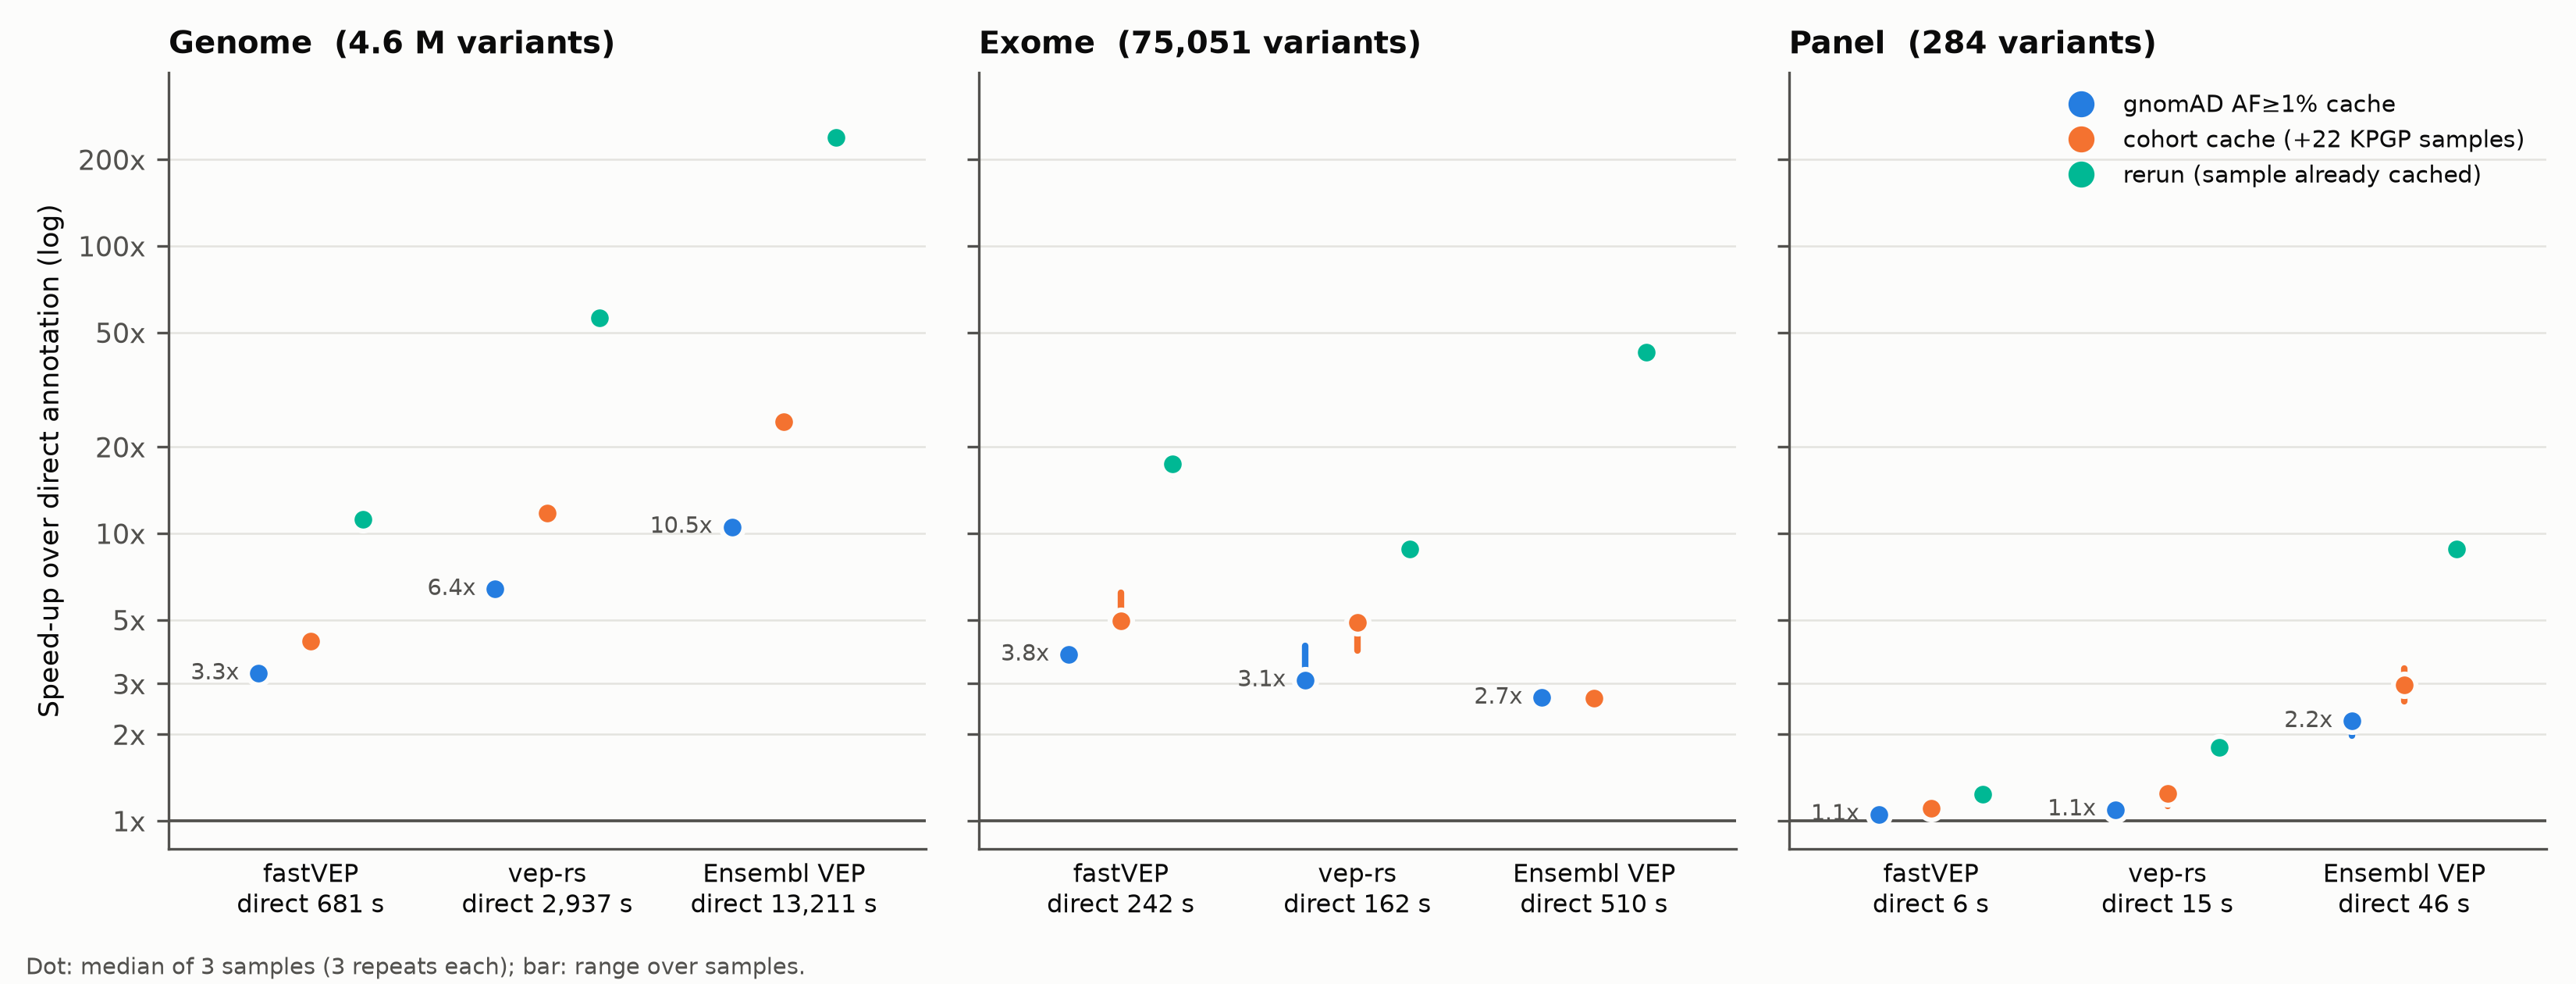 Genome  (4.6 M variants)
Exome  (75,051 variants)
Panel  (284 variants)
gnomAD AF≥1% cache
cohort cache (+22 KPGP samples)
rerun (sample already cached)
Speed-up over direct annotation (log)
200x
100x
50x
20x
10x
5x
3x
2x
1x
3.3x
6.4x
10.5x
3.8x
3.1x
2.7x
1.1x
1.1x
2.2x
fastVEP
direct 681 s
vep-rs
direct 2,937 s
Ensembl VEP
direct 13,211 s
fastVEP
direct 242 s
vep-rs
direct 162 s
Ensembl VEP
direct 510 s
fastVEP
direct 6 s
vep-rs
direct 15 s
Ensembl VEP
direct 46 s
Dot: median of 3 samples (3 repeats each); bar: range over samples.